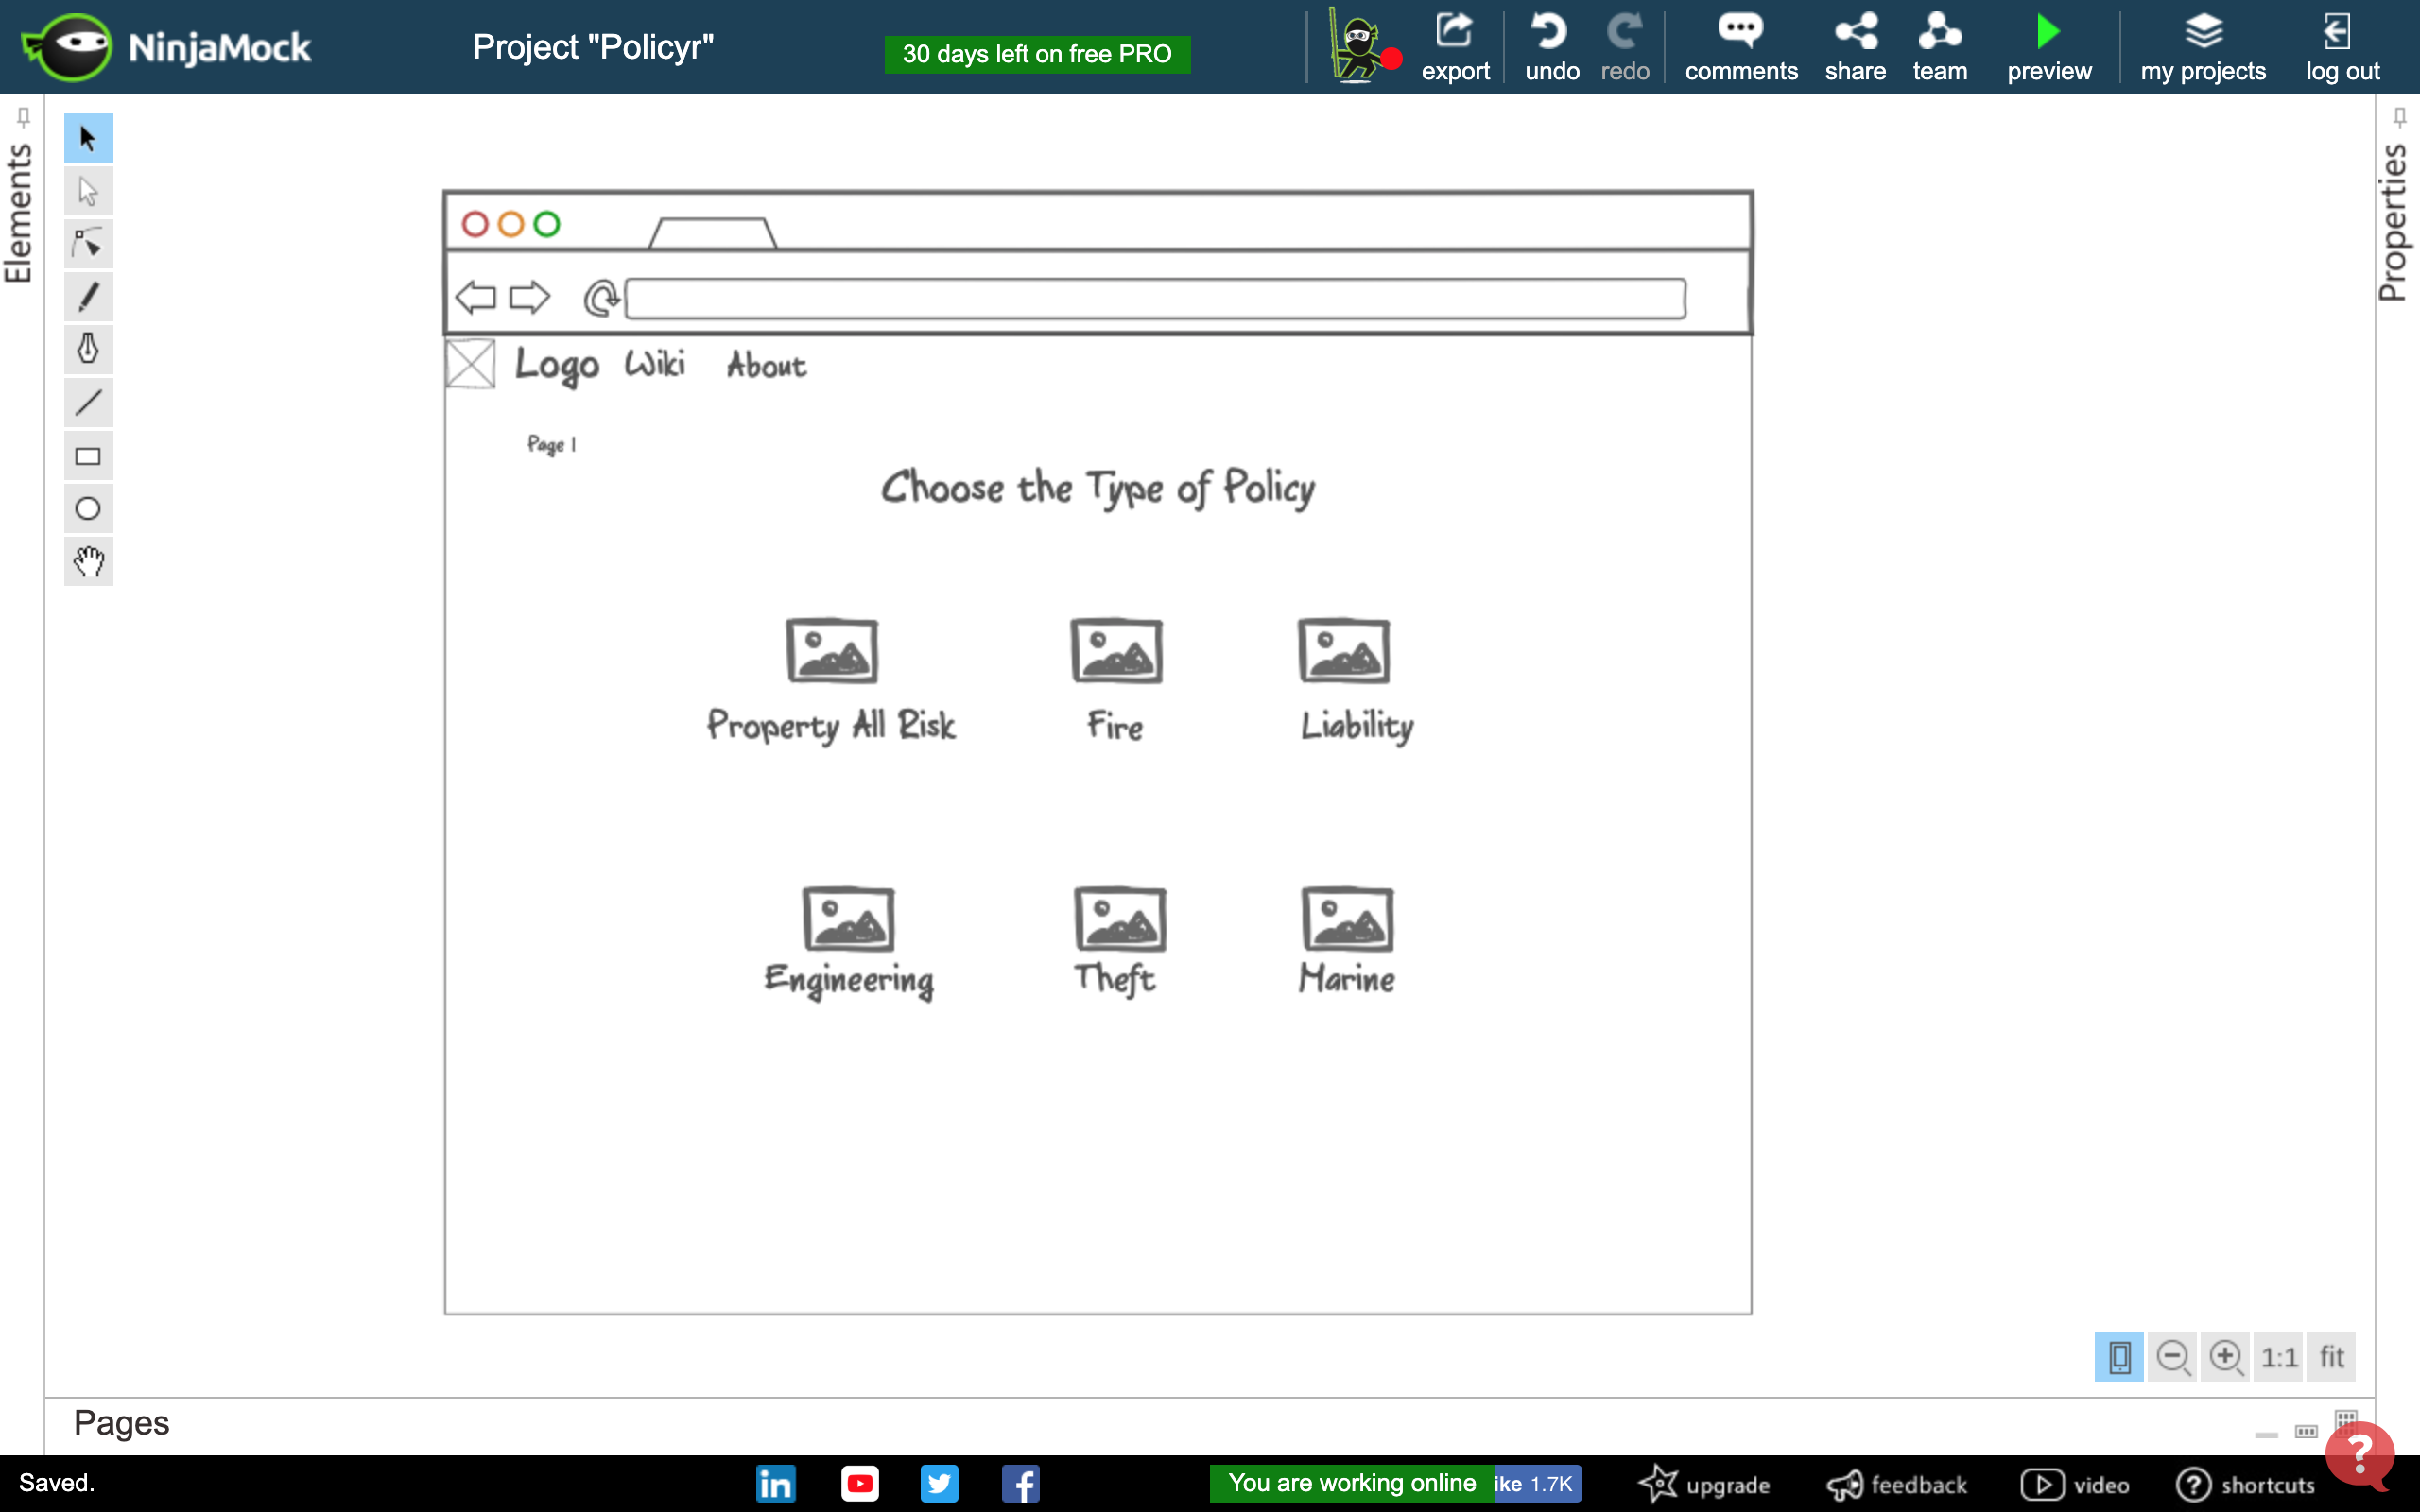 NinjaMock
Project "Policyr"
30 days left on free PRO
export
undo
redo
comments
share
team
preview
my projects
log out
Elements
Properties
Logo Wiki About
Page 1
Choose the Type of Policy
Property All Risk Fire Liability
Engineering Theft Marine
1:1 fit
Pages
Saved.
in
f
You are working online
ike 1.7K
upgrade
feedback
video
? shortcuts
?